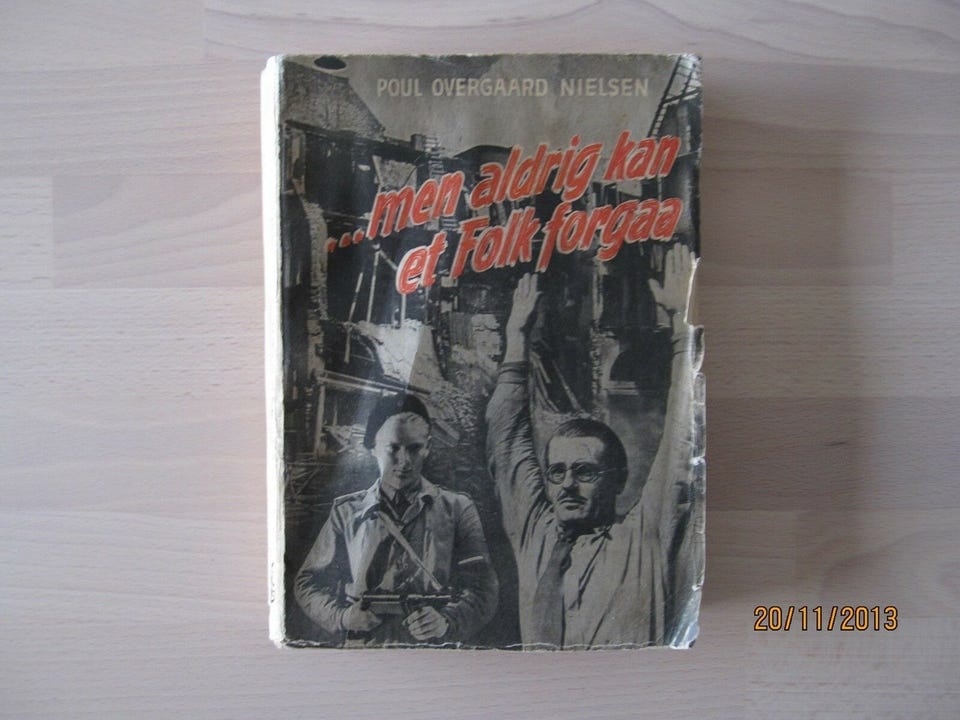 POUL OVERGAARD NIELSEN
...men aldrig kan
et Folk forgaa
20/11/2013